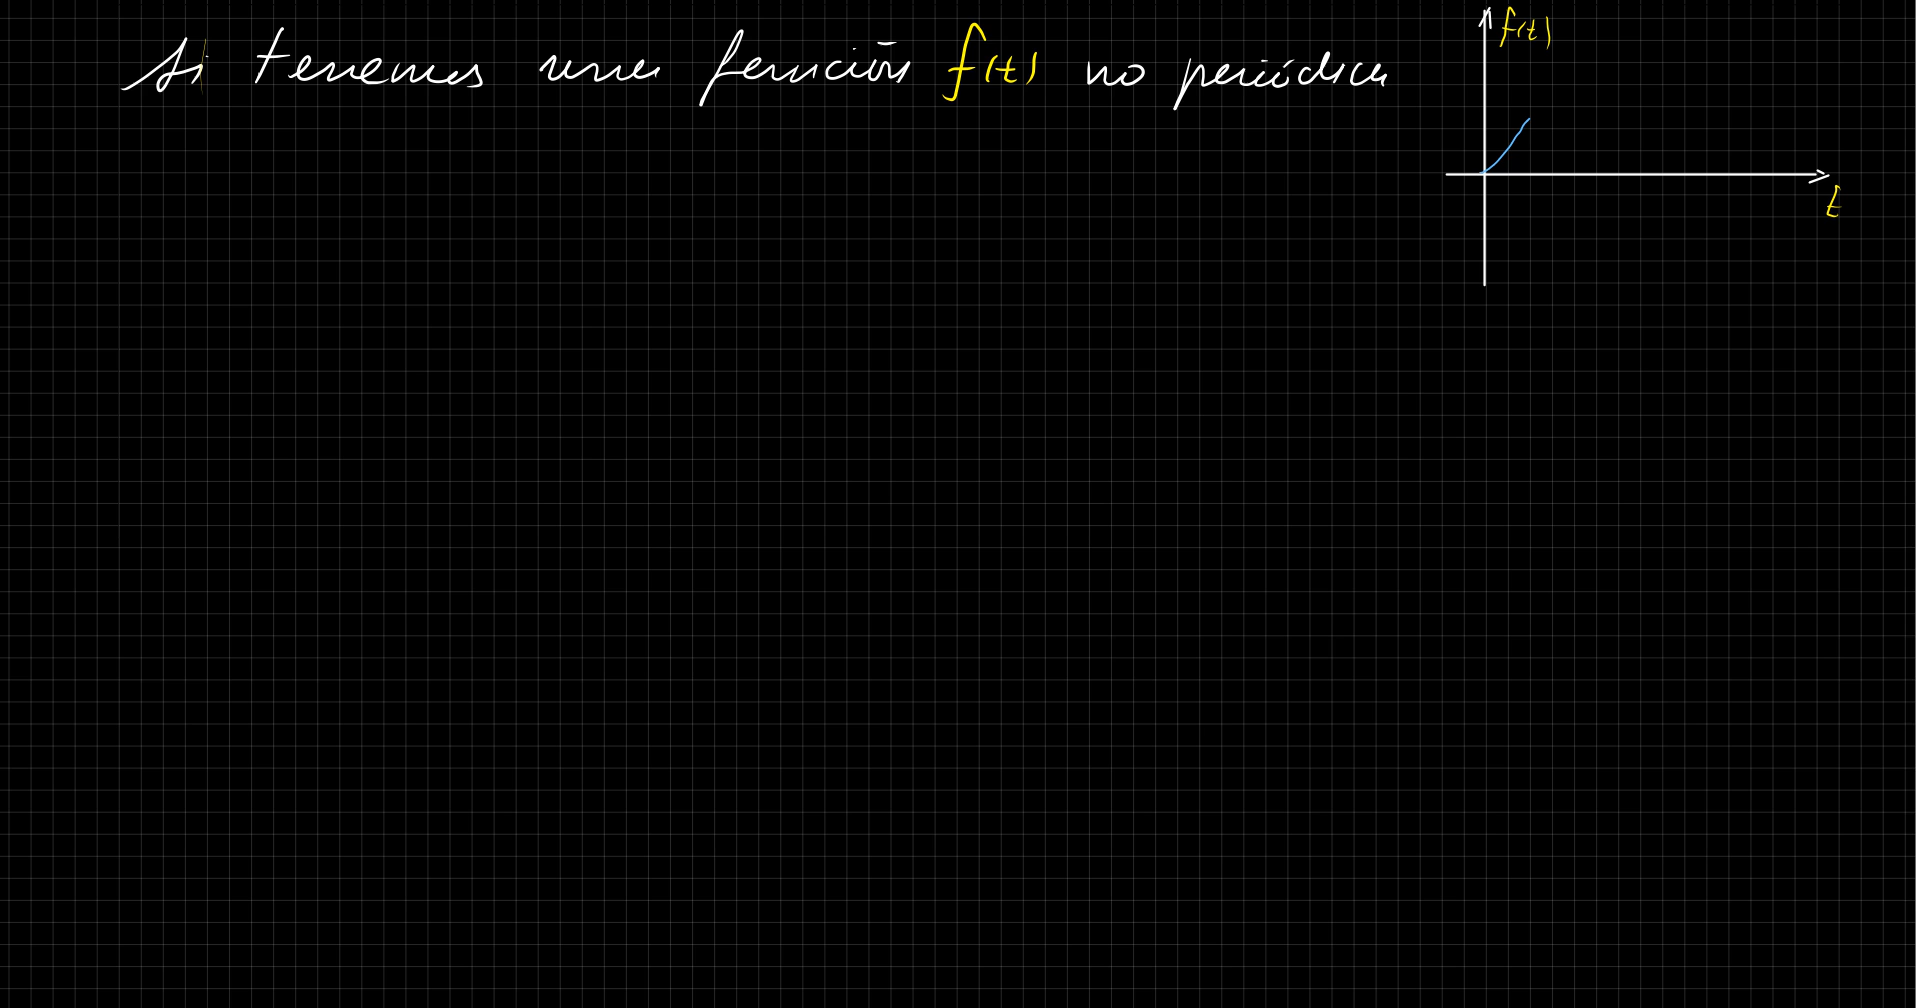 Si tenemos una función f(t) no periódica
f(t)
t